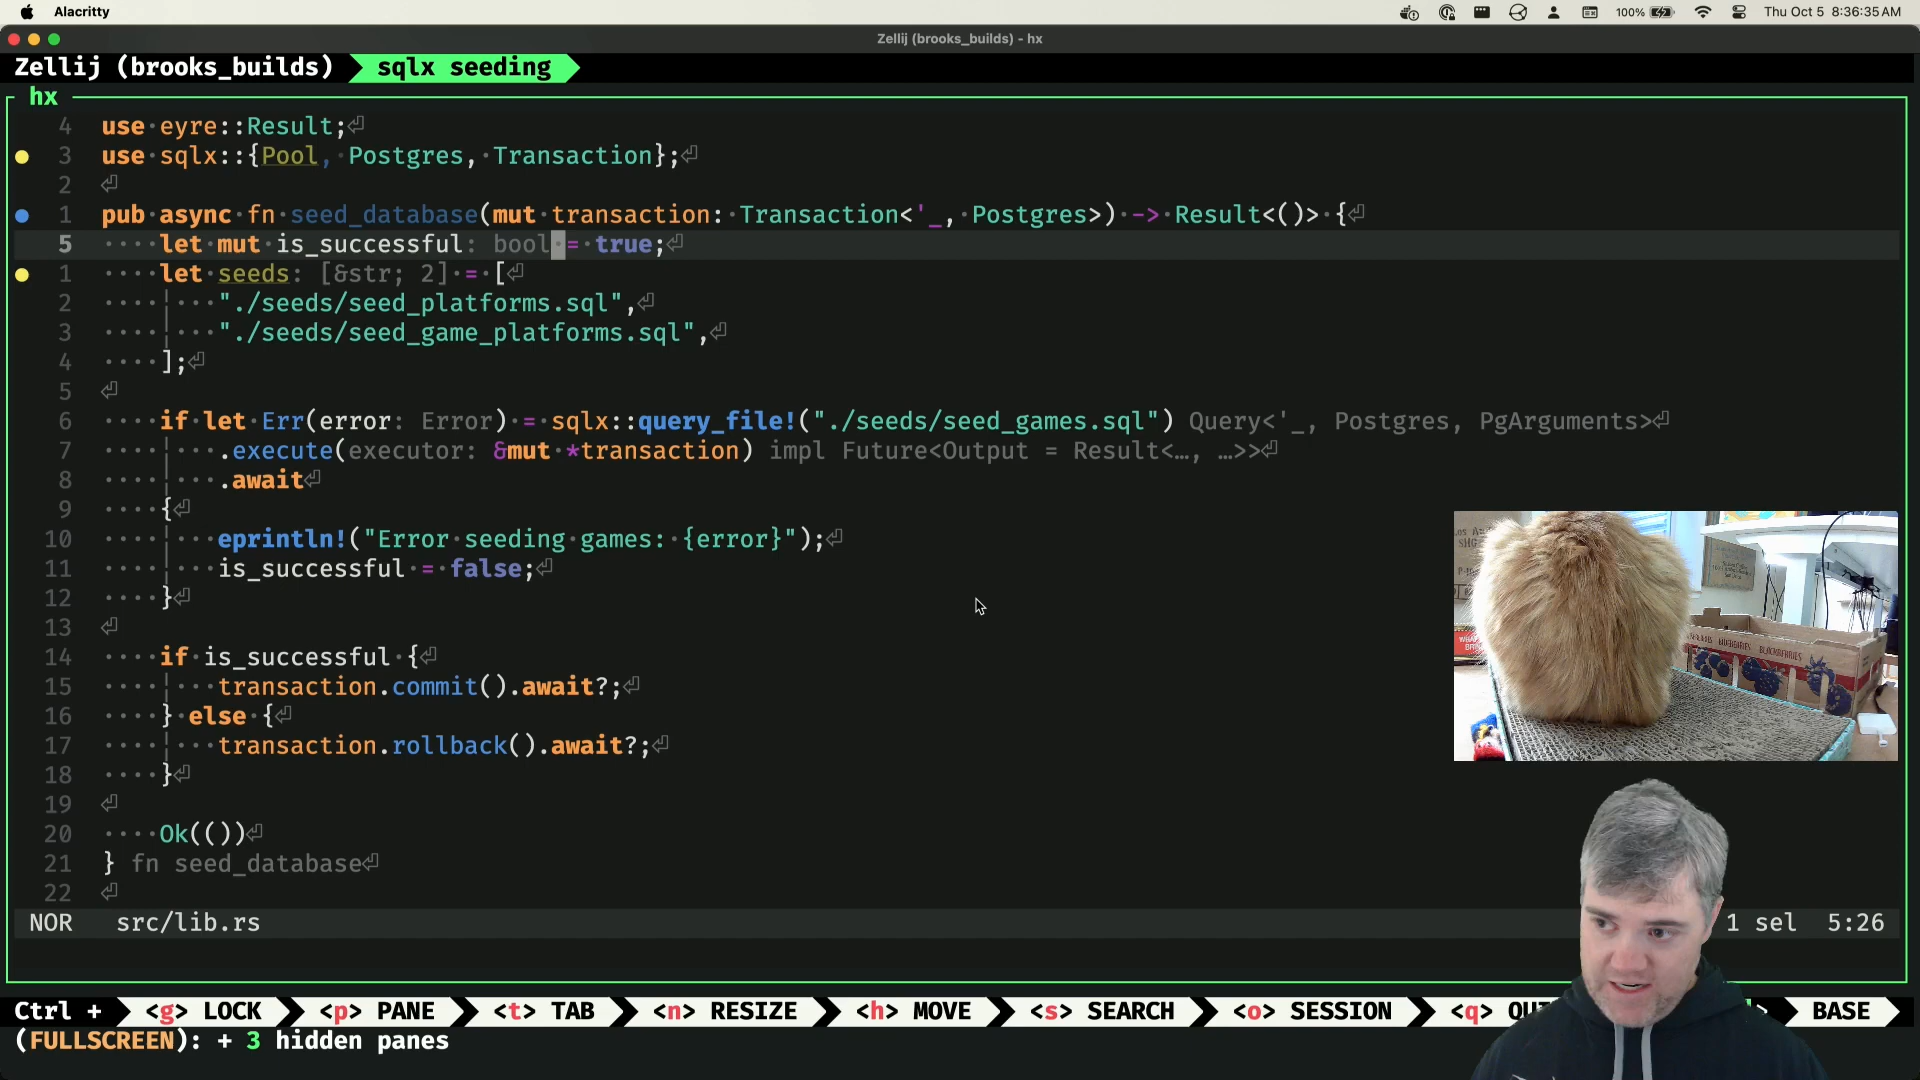 Alacritty
100% Thu Oct 5 8:36:35 AM
Zellij (brooks_builds) - hx
Zellij (brooks_builds) sqlx seeding
hx
4 use eyre::Result;
3 use sqlx::{Pool, Postgres, Transaction};
2
1 pub async fn seed_database(mut transaction: Transaction<'_, Postgres>) -> Result<()> {
5 let mut is_successful: bool = true;
1 let seeds: [&str; 2] = [
2 "./seeds/seed_platforms.sql",
3 "./seeds/seed_game_platforms.sql",
4 ];
5
6 if let Err(error: Error) = sqlx::query_file!("./seeds/seed_games.sql") Query<'_, Postgres, PgArguments>
7 .execute(executor: &mut *transaction) impl Future<Output = Result<…, …>>
8 .await
9 {
10 eprintln!("Error seeding games: {error}");
11 is_successful = false;
12 }
13
14 if is_successful {
15 transaction.commit().await?;
16 } else {
17 transaction.rollback().await?;
18 }
19
20 Ok(())
21 } fn seed_database
22
BLACKBERRIES
NOR src/lib.rs 1 sel 5:26
Ctrl + <g> LOCK <p> PANE <t> TAB <n> RESIZE <h> MOVE <s> SEARCH <o> SESSION <q> BASE
(FULLSCREEN): + 3 hidden panes